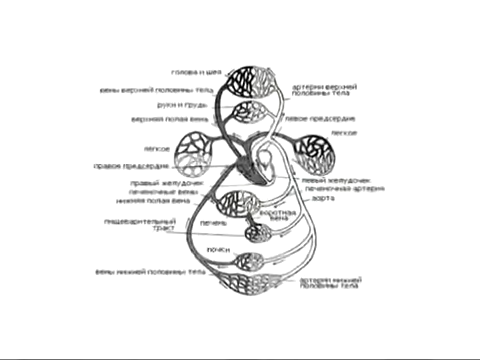 голова и шея
вены верхней половины тела
артерии верхней
половины тела
руки и грудь
верхняя полая вена
левое предсердие
легкое
легкое
правое предсердие
правый желудочек
левый желудочек
печеночные вены
печеночная артерия
нижняя полая вена
аорта
воротная
вена
пищеварительный
тракт
печень
почки
вены нижней половины тела
артерии нижней
половины тела